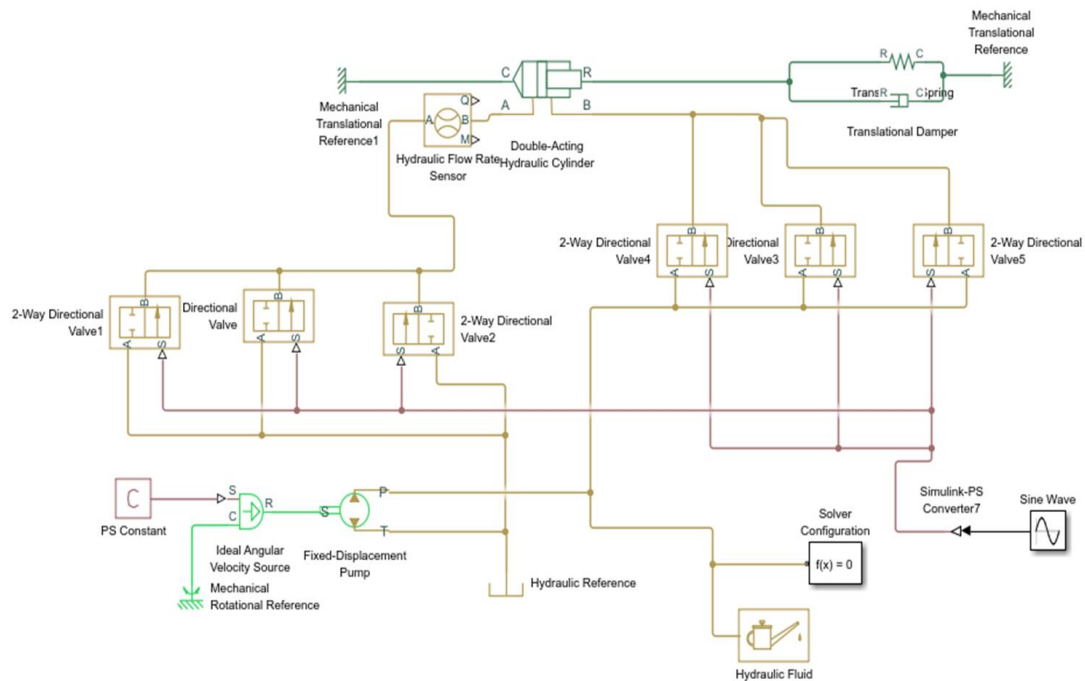 Mechanical
Translational
Reference
C
R
R
C
Trans
R
C
pring
Translational Damper
Mechanical
Translational
Reference1
A
B
Q
A
B
M
Hydraulic Flow Rate
Sensor
Double-Acting
Hydraulic Cylinder
2-Way Directional
Valve4
B
A
S
Directional
Valve3
B
A
S
B
S
A
2-Way Directional
Valve5
2-Way Directional
Valve1
B
A
S
Directional
Valve
B
A
S
B
S
A
2-Way Directional
Valve2
C
PS Constant
S
C
R
Ideal Angular
Velocity Source
S
P
T
Fixed-Displacement
Pump
Mechanical
Rotational Reference
Hydraulic Reference
Solver
Configuration
f(x) = 0
Simulink-PS
Converter7
Sine Wave
Hydraulic Fluid